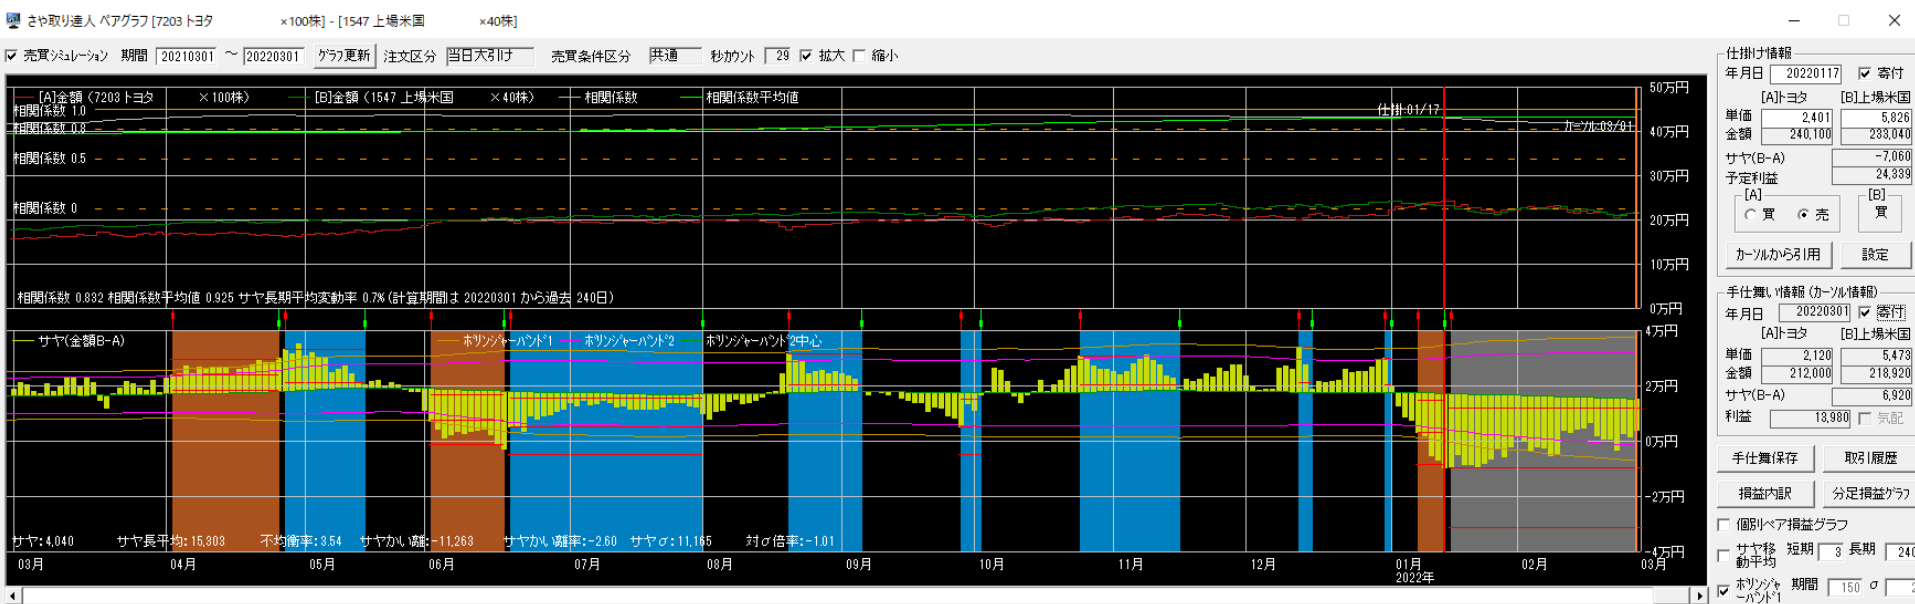 さや取り達人 ペアグラフ [7203 トヨタ ×100株] - [1547 上場米国 ×40株]
売買シミュレーション 期間 20210301 ～ 20220301 グラフ更新 注文区分 当日大引け 売買条件区分 共通 秒カウント 29 拡大 縮小
[A]金額 (7203 トヨタ ×100株) [B]金額 (1547 上場米国 ×40株) 相関係数 相関係数平均値
相関係数 1.0
相関係数 0.8
相関係数 0.5
相関係数 0
仕掛:01/17
カーソル:03/01
50万円
40万円
30万円
20万円
10万円
0万円
相関係数 0.832 相関係数平均値 0.925 サヤ長期平均変動率 0.7% (計算期間は 20220301 から過去 240日)
サヤ(金額B-A) ボリンジャーバンド1 ボリンジャーバンド2 ボリンジャーバンド2中心
4万円
2万円
0万円
-2万円
-4万円
サヤ:4,040 サヤ長平均:15,303 不均衡率:3.54 サヤかい離:-11,263 サヤかい離率:-2.60 サヤσ:11,165 対σ倍率:-1.01
03月 04月 05月 06月 07月 08月 09月 10月 11月 12月 01月 02月 03月
2022年
仕掛け情報
年月日 20220117 寄付
[A]トヨタ [B]上場米国
単価 2,401 5,826
金額 240,100 233,040
サヤ(B-A) -7,060
予定利益 24,339
[A] [B]
買 売 買
カーソルから引用 設定
手仕舞い情報 (カーソル情報)
年月日 20220301 寄付
[A]トヨタ [B]上場米国
単価 2,120 5,473
金額 212,000 218,920
サヤ(B-A) 6,920
利益 13,980 気配
手仕舞保存 取引履歴
損益内訳 分足損益グラフ
個別ペア損益グラフ
サヤ移動平均 短期 3 長期 240
ボリンジャーバンド1 期間 150 σ 2